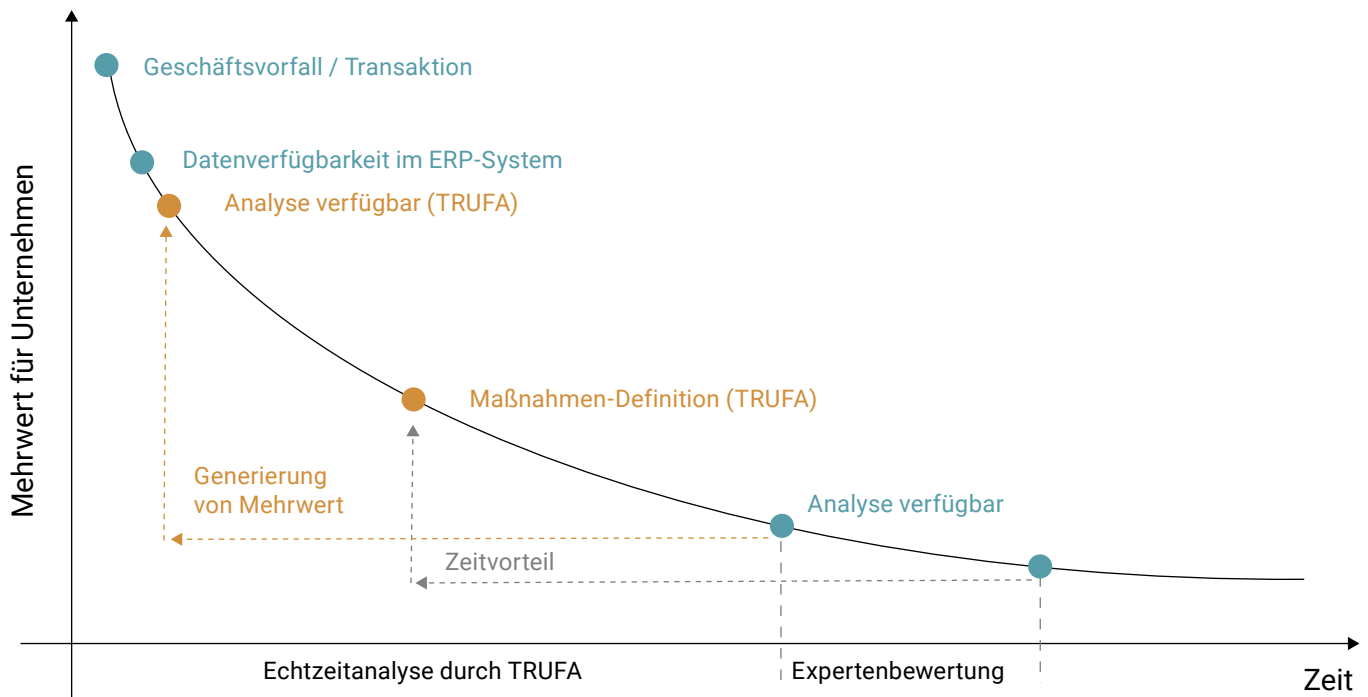 Mehrwert für Unternehmen
Geschäftsvorfall / Transaktion
Datenverfügbarkeit im ERP-System
Analyse verfügbar (TRUFA)
Maßnahmen-Definition (TRUFA)
Generierung
von Mehrwert
Analyse verfügbar
Zeitvorteil
Echtzeitanalyse durch TRUFA
Expertenbewertung
Zeit